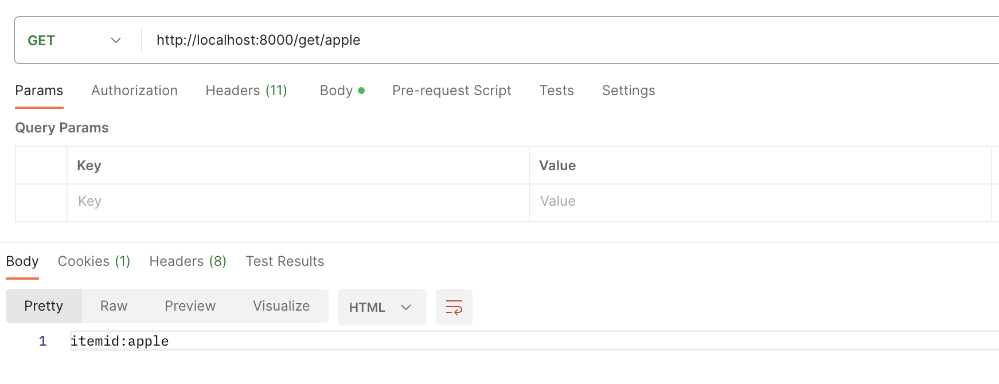 GET http://localhost:8000/get/apple
Params Authorization Headers (11) Body Pre-request Script Tests Settings
Query Params
Key Value
Key Value
Body Cookies (1) Headers (8) Test Results
Pretty Raw Preview Visualize HTML
1 itemid:apple